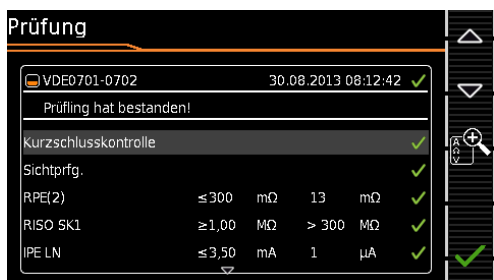 Prüfung
VDE0701-0702 30.08.2013 08:12:42
Prüfling hat bestanden!
Kurzschlusskontrolle
Sichtprfg.
RPE(2) ≤300 mΩ 13 mΩ
RISO SK1 ≥1,00 MΩ > 300 MΩ
IPE LN ≤3,50 mA 1 µA
A
Ω
V